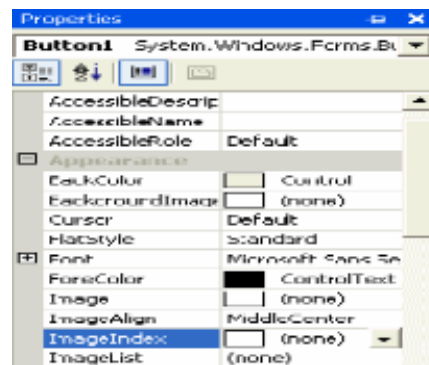 Properties
Button1 System.Windows.Forms.Bu
AccessibleDescrip
AccessibleName
AccessibleRole Default
Appearance
BackColor Control
BackgroundImage (none)
Cursor Default
FlatStyle Standard
Font Microsoft Sans Se
ForeColor ControlText
Image (none)
ImageAlign MiddleCenter
ImageIndex (none)
ImageList (none)